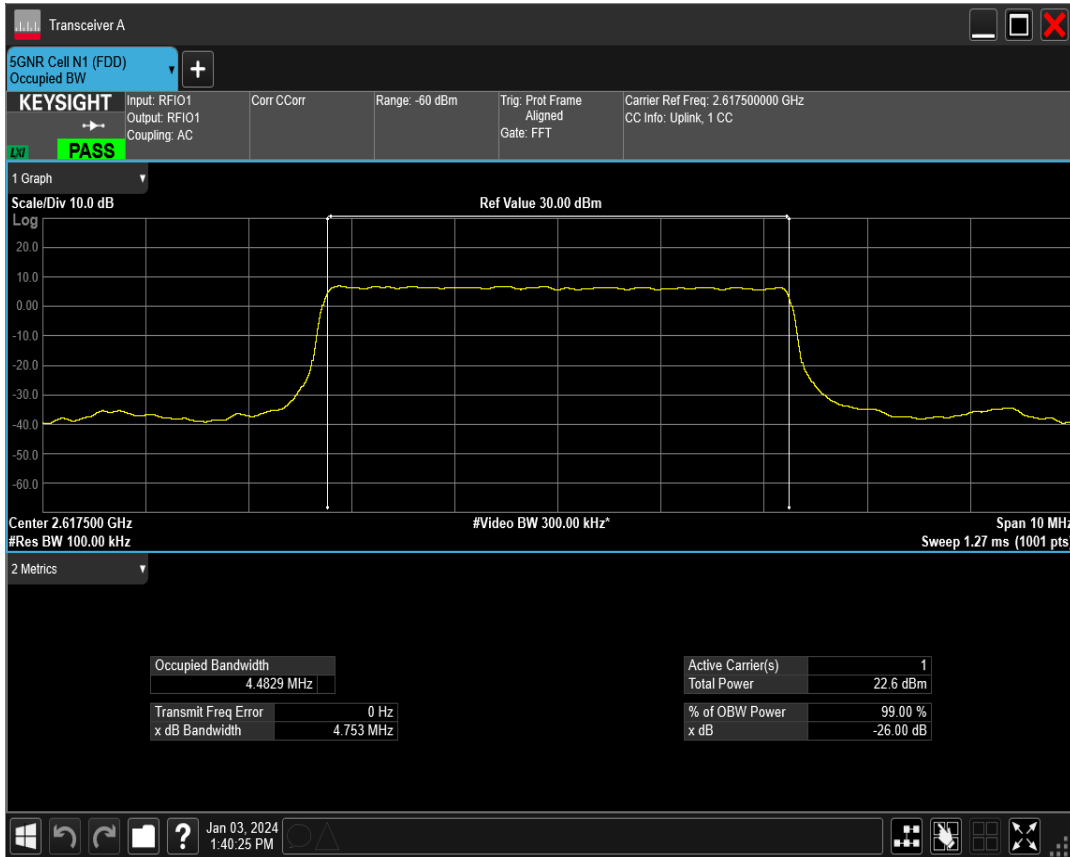 Transceiver A
5GNR Cell N1 (FDD)
Occupied BW
+
KEYSIGHT
LXI
PASS
Input: RFIO1
Output: RFIO1
Coupling: AC
Corr CCorr
Range: -60 dBm
Trig: Prot Frame
Aligned
Gate: FFT
Carrier Ref Freq: 2.617500000 GHz
CC Info: Uplink, 1 CC
1 Graph
Scale/Div 10.0 dB
Ref Value 30.00 dBm
Log
20.0
10.0
0.00
-10.0
-20.0
-30.0
-40.0
-50.0
-60.0
Center 2.617500 GHz
#Video BW 300.00 kHz*
Span 10 MHz
#Res BW 100.00 kHz
Sweep 1.27 ms (1001 pts)
2 Metrics
Occupied Bandwidth
4.4829 MHz
Transmit Freq Error 0 Hz
x dB Bandwidth 4.753 MHz
Active Carrier(s) 1
Total Power 22.6 dBm
% of OBW Power 99.00 %
x dB -26.00 dB
?
Jan 03, 2024
1:40:25 PM